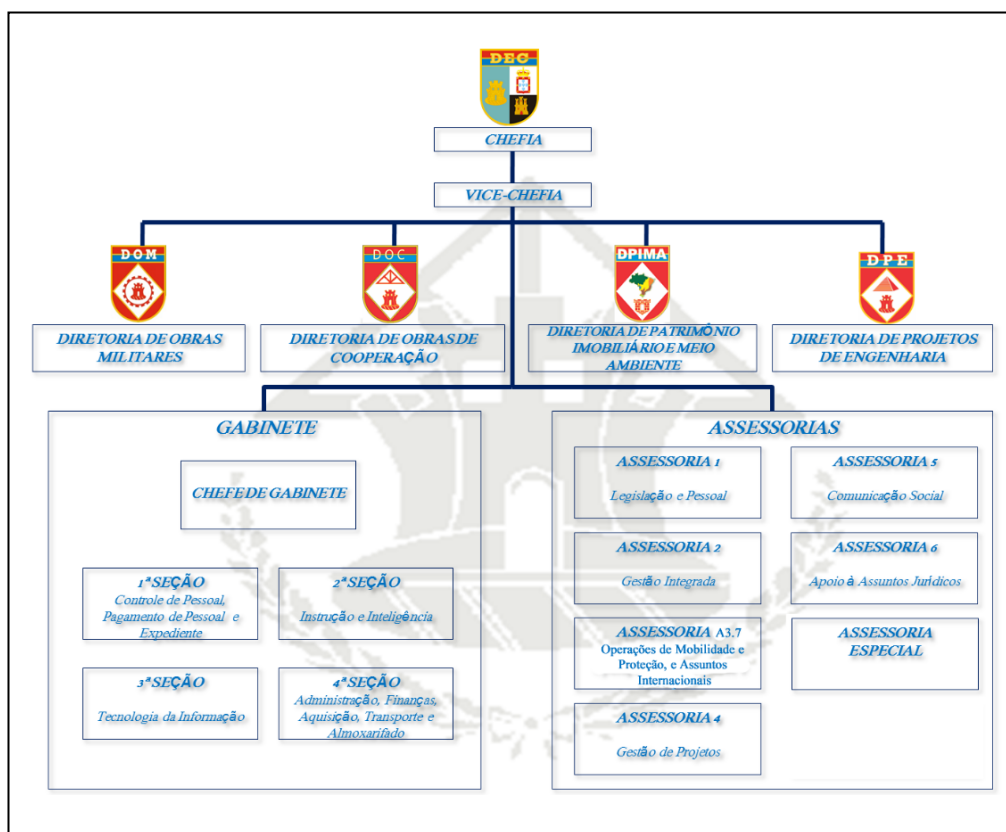 DEC
CHEFIA
VICE-CHEFIA
DOM
DIRETORIA DE OBRAS
MILITARES
DOC
DIRETORIA DE OBRAS DE
COOPERAÇÃO
DPIMA
DIRETORIA DE PATRIMÔNIO
IMOBILIÁRIO E MEIO
AMBIENTE
DPE
DIRETORIA DE PROJETOS
DE ENGENHARIA
GABINETE
CHEFE DE GABINETE
1ª SEÇÃO
Controle de Pessoal,
Pagamento de Pessoal e
Expediente
2ª SEÇÃO
Instrução e Inteligência
3ª SEÇÃO
Tecnologia da Informação
4ª SEÇÃO
Administração, Finanças,
Aquisição, Transporte e
Almoxarifado
ASSESSORIAS
ASSESSORIA 1
Legislação e Pessoal
ASSESSORIA 2
Gestão Integrada
ASSESSORIA A3.7
Operações de Mobilidade e
Proteção, e Assuntos
Internacionais
ASSESSORIA 4
Gestão de Projetos
ASSESSORIA 5
Comunicação Social
ASSESSORIA 6
Apoio à Assuntos Jurídicos
ASSESSORIA
ESPECIAL